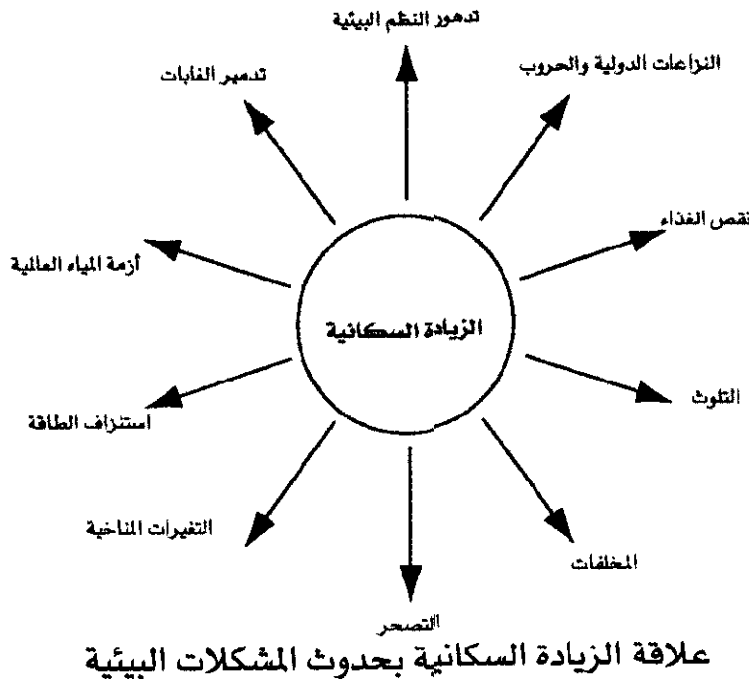 تدهور النظم البيئية
النزاعات الدولية والحروب
تدمير الغابات
نقص الغذاء
أزمة المياه العالمية
الزيادة السكانية
التلوث
استنزاف الطاقة
التغيرات المناخية
المخلفات
التصحر
علاقة الزيادة السكانية بحدوث المشكلات البيئية